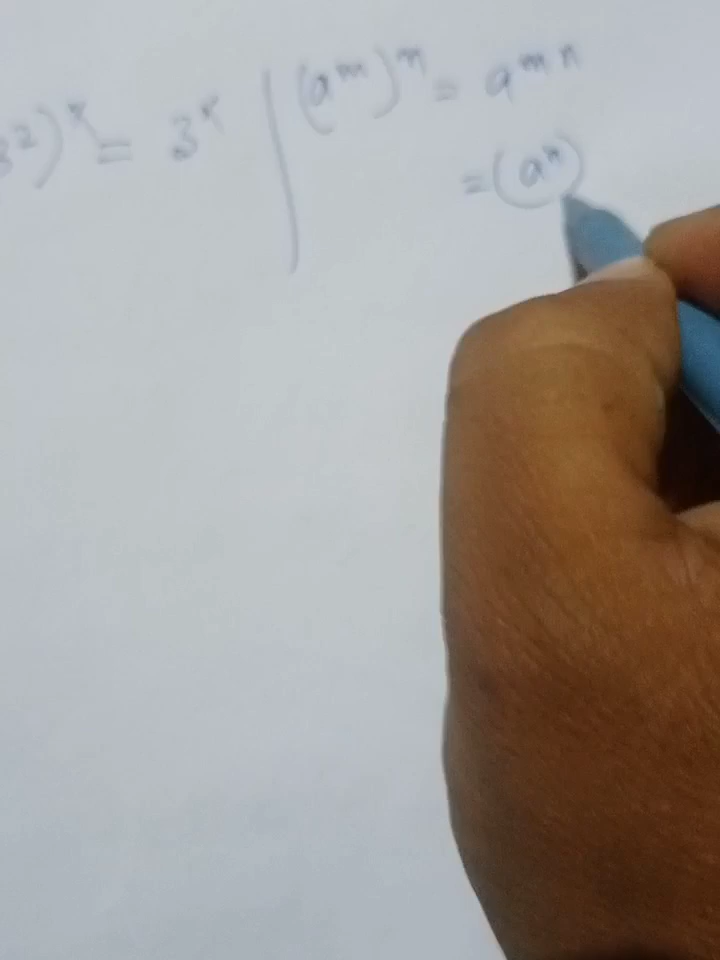 3²)ˣ = 3ˣ | (aᵐ)ⁿ = aᵐⁿ
= (aⁿ)